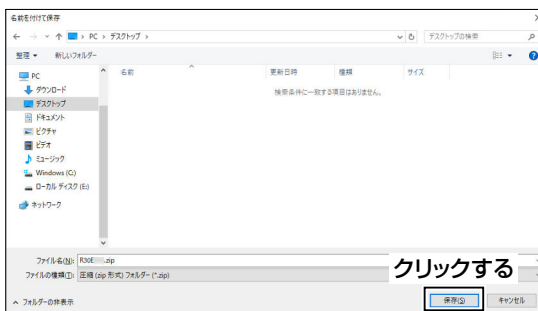 名前を付けて保存
PC › デスクトップ ›
デスクトップの検索
整理 新しいフォルダー
名前 更新日時 種類 サイズ
検索条件に一致する項目はありません。
PC
ダウンロード
デスクトップ
ドキュメント
ピクチャ
ビデオ
ミュージック
Windows (C:)
ローカル ディスク (E:)
ネットワーク
ファイル名(N): R30E .zip
ファイルの種類(T): 圧縮 (zip 形式) フォルダー (*.zip)
クリックする
フォルダーの非表示
保存(S) キャンセル